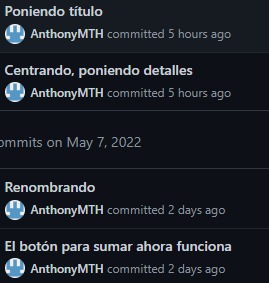 Poniendo título
AnthonyMTH committed 5 hours ago
Centrando, poniendo detalles
AnthonyMTH committed 5 hours ago
ommits on May 7, 2022
Renombrando
AnthonyMTH committed 2 days ago
El botón para sumar ahora funciona
AnthonyMTH committed 2 days ago